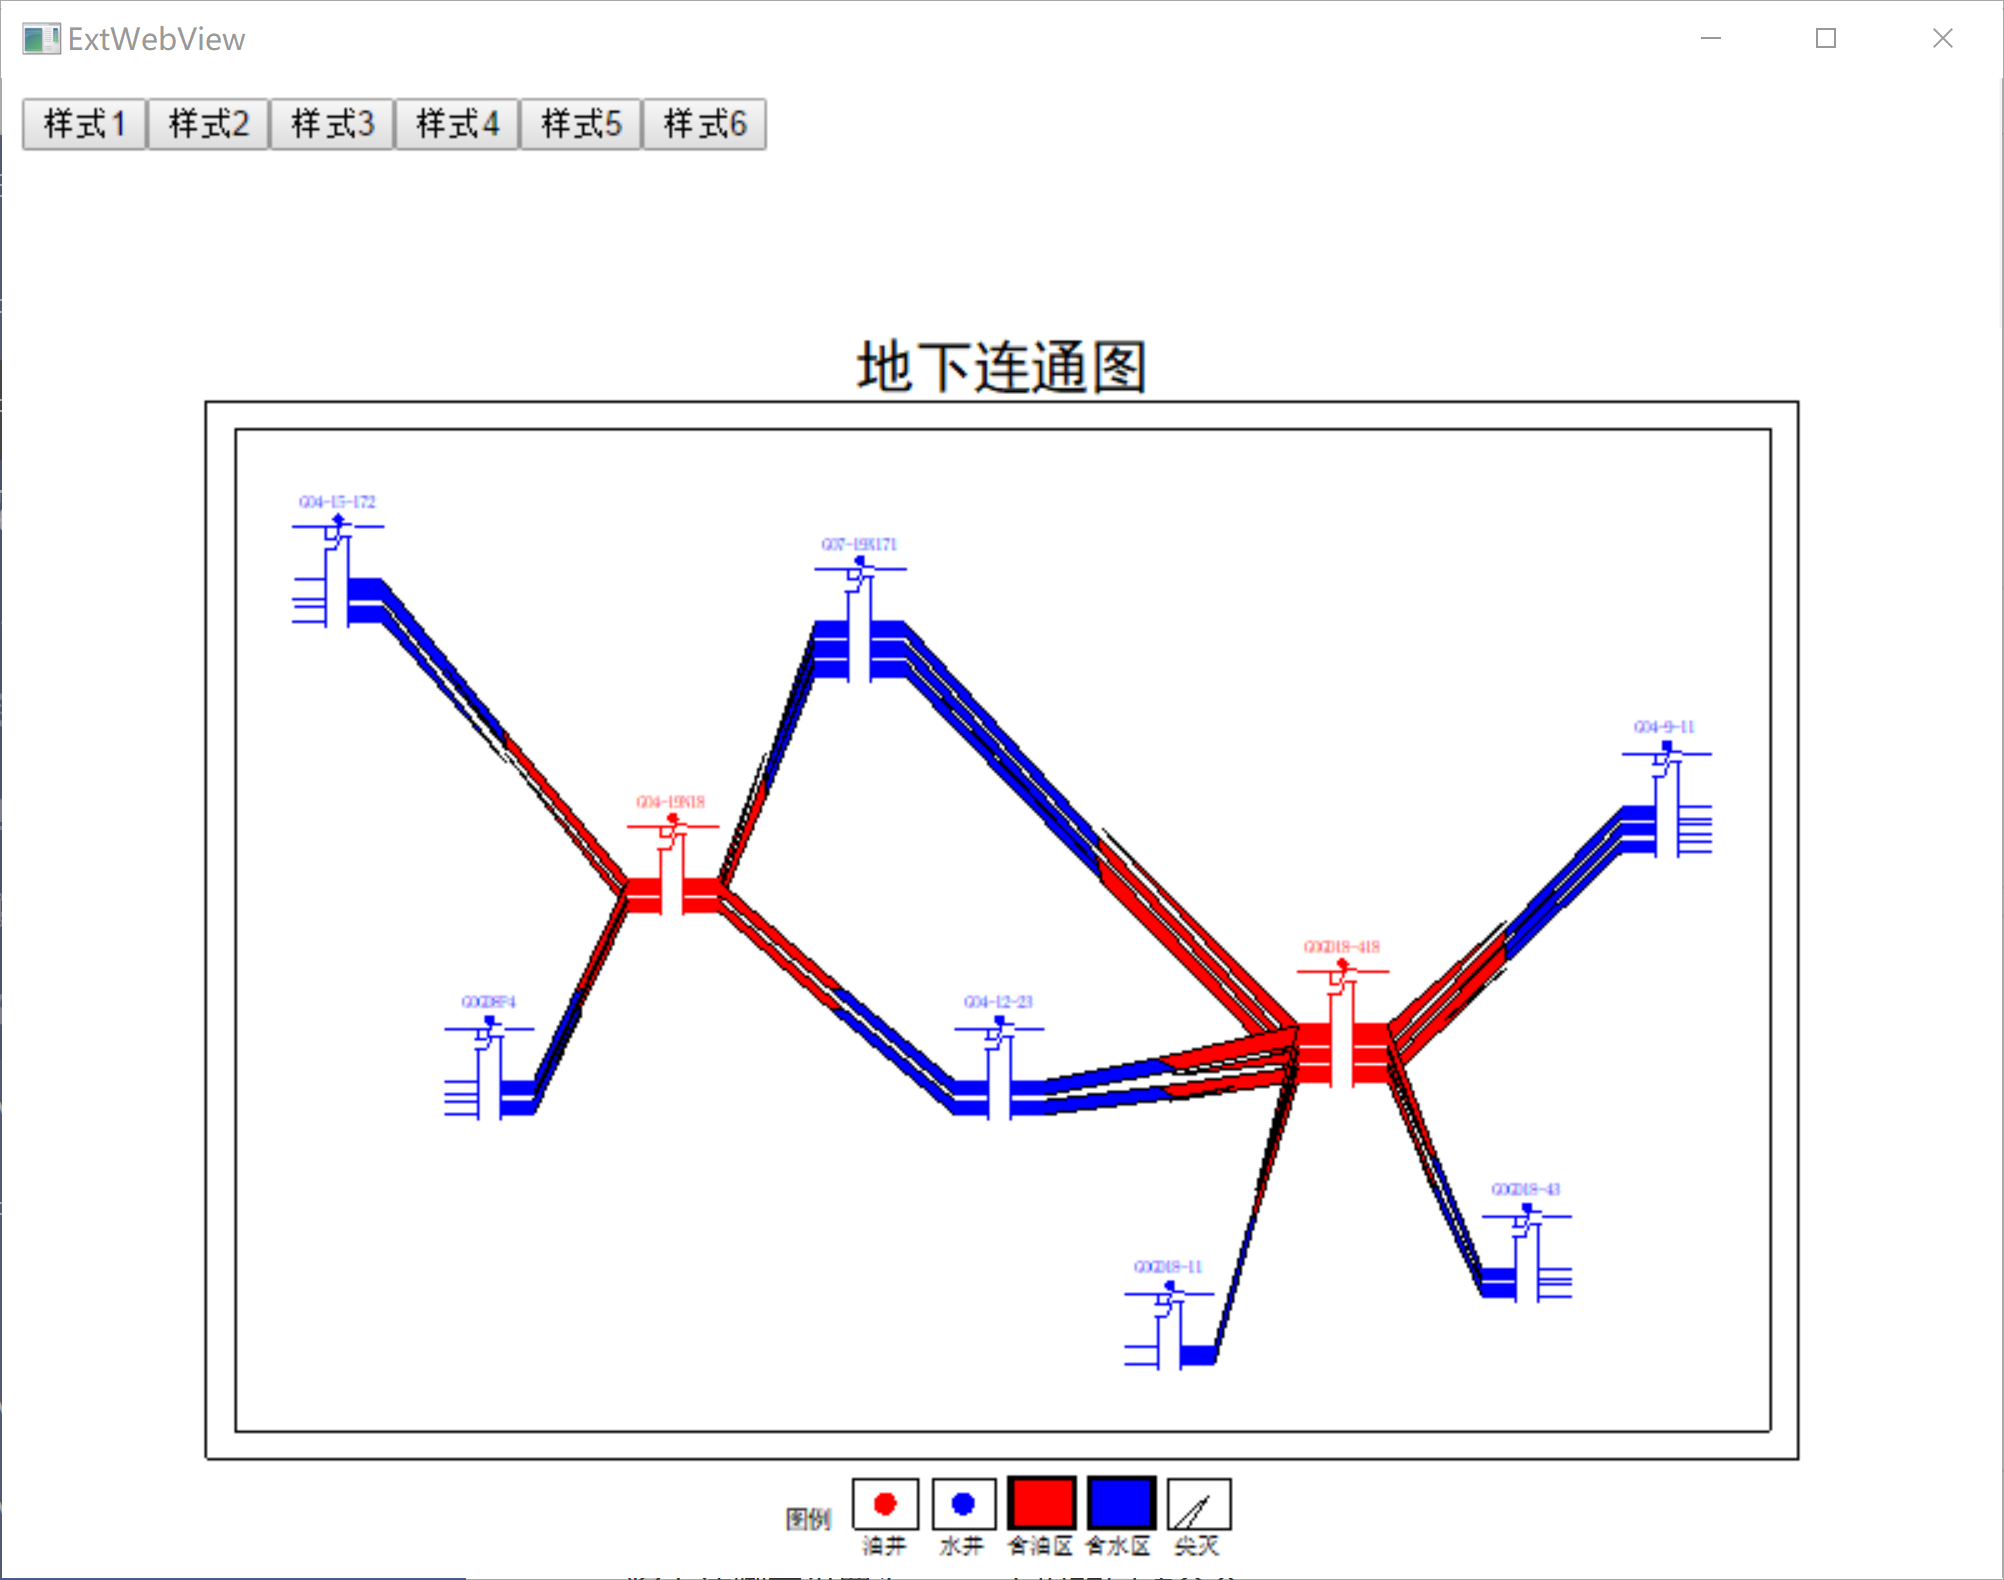 ExtWebView
样式1 样式2 样式3 样式4 样式5 样式6
地下连通图
G04-15-172
G07-19X171
G04-9-11
G04-19N18
G0GD18-418
G04-12-23
G0GD18-43
G0GD18-11
图例
油井 水井 含油区 含水区 尖灭